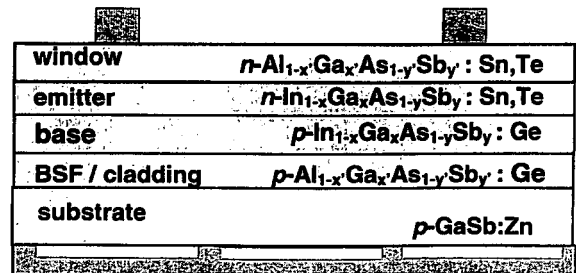 window n-Al₁₋ₓ'Gaₓ'As₁₋y'Sby' : Sn,Te
emitter n-In₁₋ₓGaₓAs₁₋ySby : Sn,Te
base p-In₁₋ₓGaₓAs₁₋ySby : Ge
BSF / cladding p-Al₁₋ₓ'Gaₓ'As₁₋y'Sby' : Ge
substrate
p-GaSb:Zn